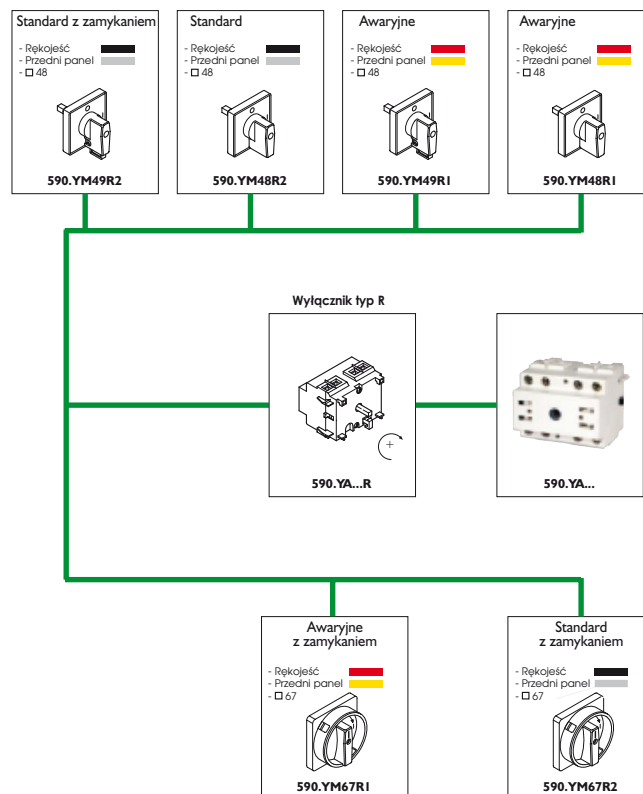 Standard z zamykaniem
- Rękojeść
- Przedni panel
- □ 48
590.YM49R2
Standard
- Rękojeść
- Przedni panel
- □ 48
590.YM48R2
Awaryjne
- Rękojeść
- Przedni panel
- □ 48
590.YM49R1
Awaryjne
- Rękojeść
- Przedni panel
- □ 48
590.YM48R1
Wyłącznik typ R
590.YA...R
590.YA...
Awaryjne
z zamykaniem
- Rękojeść
- Przedni panel
- □ 67
590.YM67R1
Standard
z zamykaniem
- Rękojeść
- Przedni panel
- □ 67
590.YM67R2